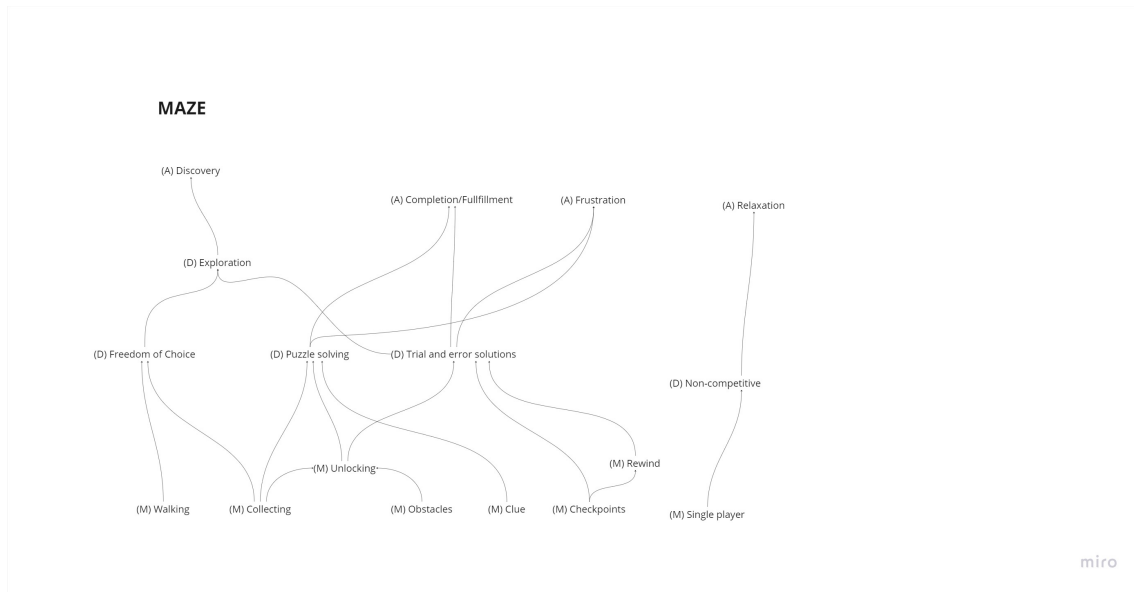 MAZE
(A) Discovery
(A) Completion/Fullfillment
(A) Frustration
(A) Relaxation
(D) Exploration
(D) Freedom of Choice
(D) Puzzle solving
(D) Trial and error solutions
(D) Non-competitive
(M) Unlocking
(M) Rewind
(M) Walking
(M) Collecting
(M) Obstacles
(M) Clue
(M) Checkpoints
(M) Single player
miro